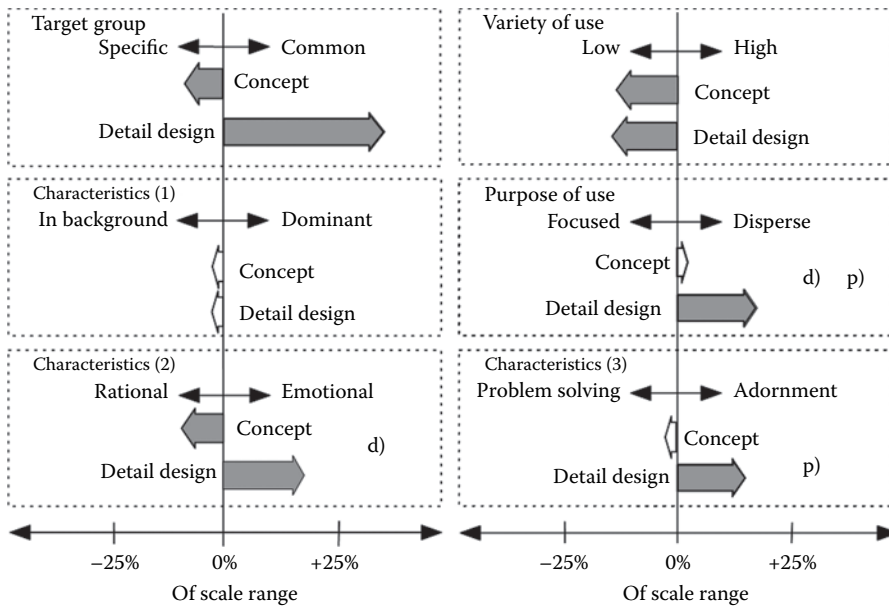 Target group
Specific Common
Concept
Detail design
Characteristics (1)
In background Dominant
Concept
Detail design
Characteristics (2)
Rational Emotional
Concept
d)
Detail design
−25% 0% +25%
Of scale range
Variety of use
Low High
Concept
Detail design
Purpose of use
Focused Disperse
Concept
d) p)
Detail design
Characteristics (3)
Problem solving Adornment
Concept
p)
Detail design
−25% 0% +25%
Of scale range